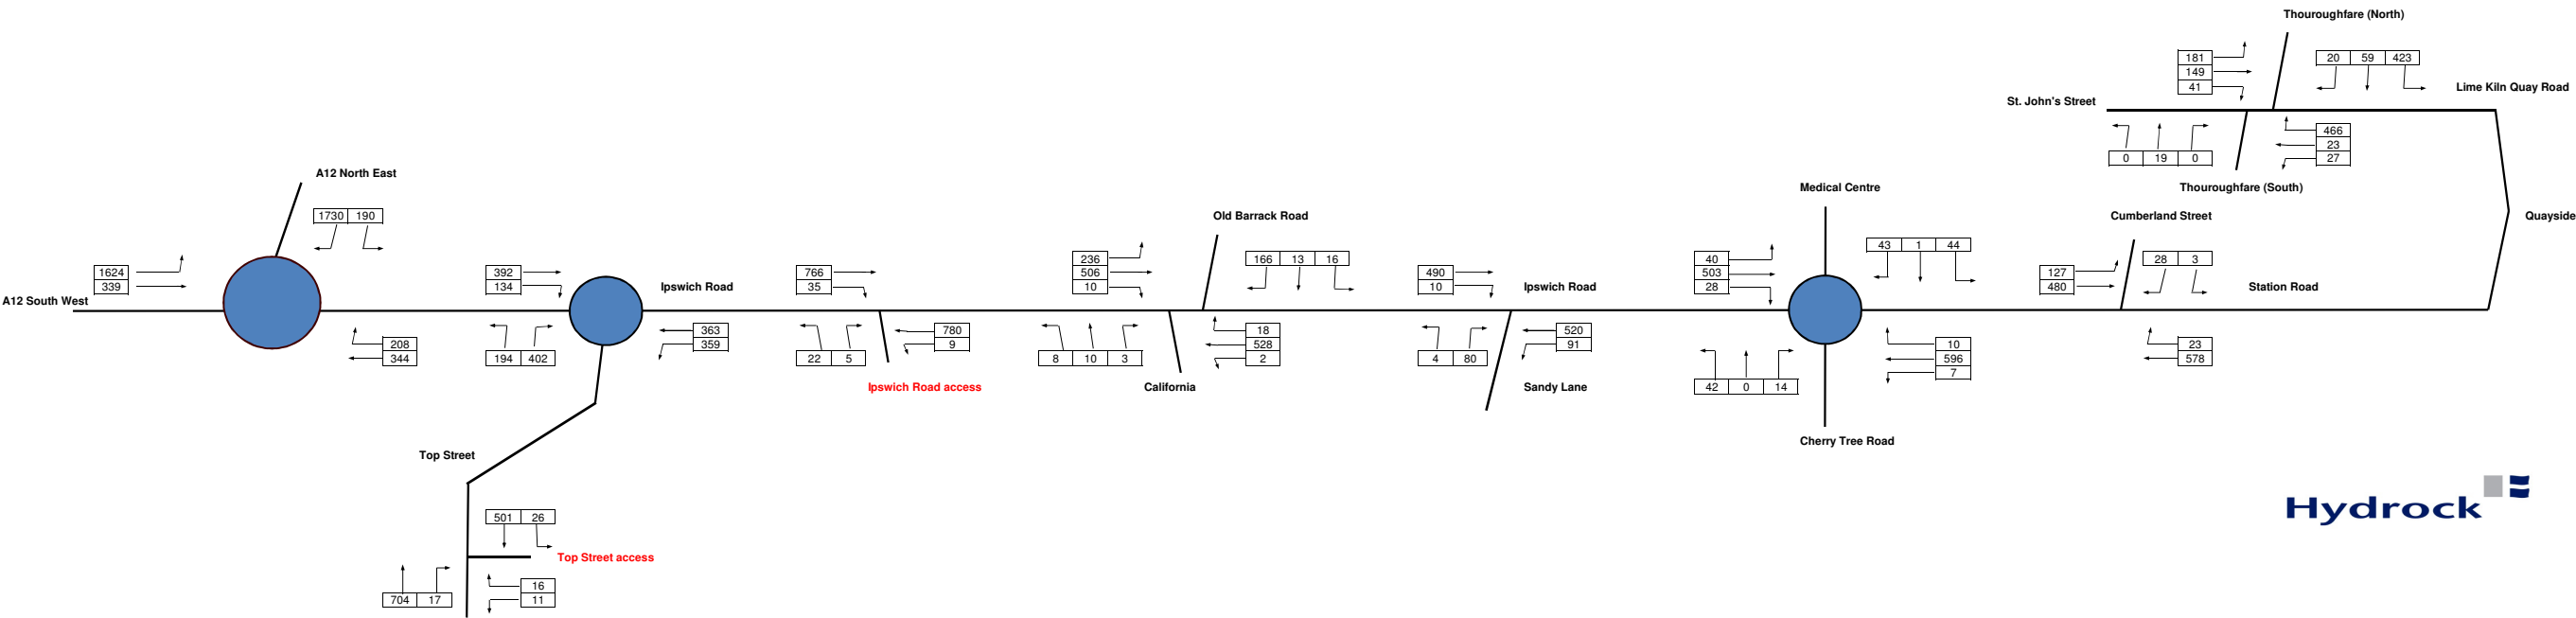 Thouroughfare (North)
181
149
41
20 59 423
Lime Kiln Quay Road
St. John's Street
0 19 0
466
23
27
Thouroughfare (South)
A12 North East
1730 190
1624
339
A12 South West
208
344
392
134
194 402
Ipswich Road
363
359
766
35
22 5
780
9
Ipswich Road access
Old Barrack Road
236
506
10
166 13 16
8 10 3
18
528
2
California
490
10
Ipswich Road
4 80
520
91
Sandy Lane
Medical Centre
40
503
28
43 1 44
42 0 14
10
596
7
Cherry Tree Road
Cumberland Street
Quayside
127
480
28 3
Station Road
23
578
Top Street
501 26
Top Street access
704 17
16
11
Hydrock